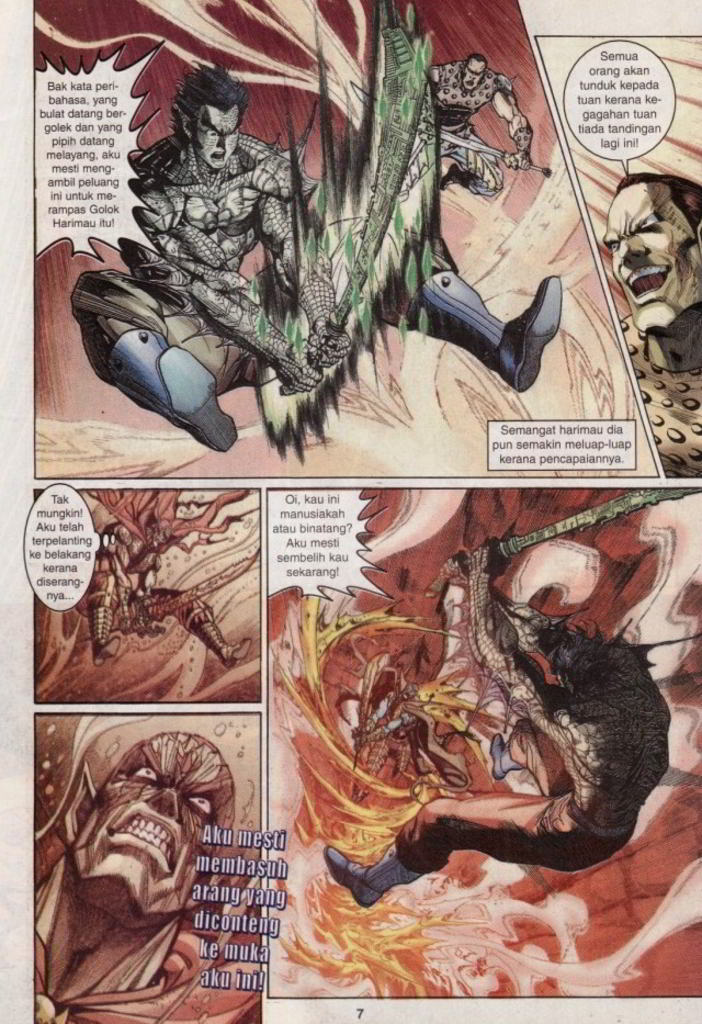 Bak kata peri-
bahasa, yang
bulat datang ber-
golek dan yang
pipih datang
melayang, aku
mesti meng-
ambil peluang
ini untuk me-
rampas Golok
Harimau itu!
Semua
orang akan
tunduk kepada
tuan kerana ke-
gagahan tuan
tiada tandingan
lagi ini!
Semangat harimau dia
pun semakin meluap-luap
kerana pencapaiannya.
Tak
mungkin!
Aku telah
terpelanting
ke belakang
kerana
diserang-
nya...
Oi, kau ini
manusiakah
atau binatang?
Aku mesti
sembelih kau
sekarang!
Aku mesti
membasuh
arang yang
diconteng
ke muka
aku ini!
7